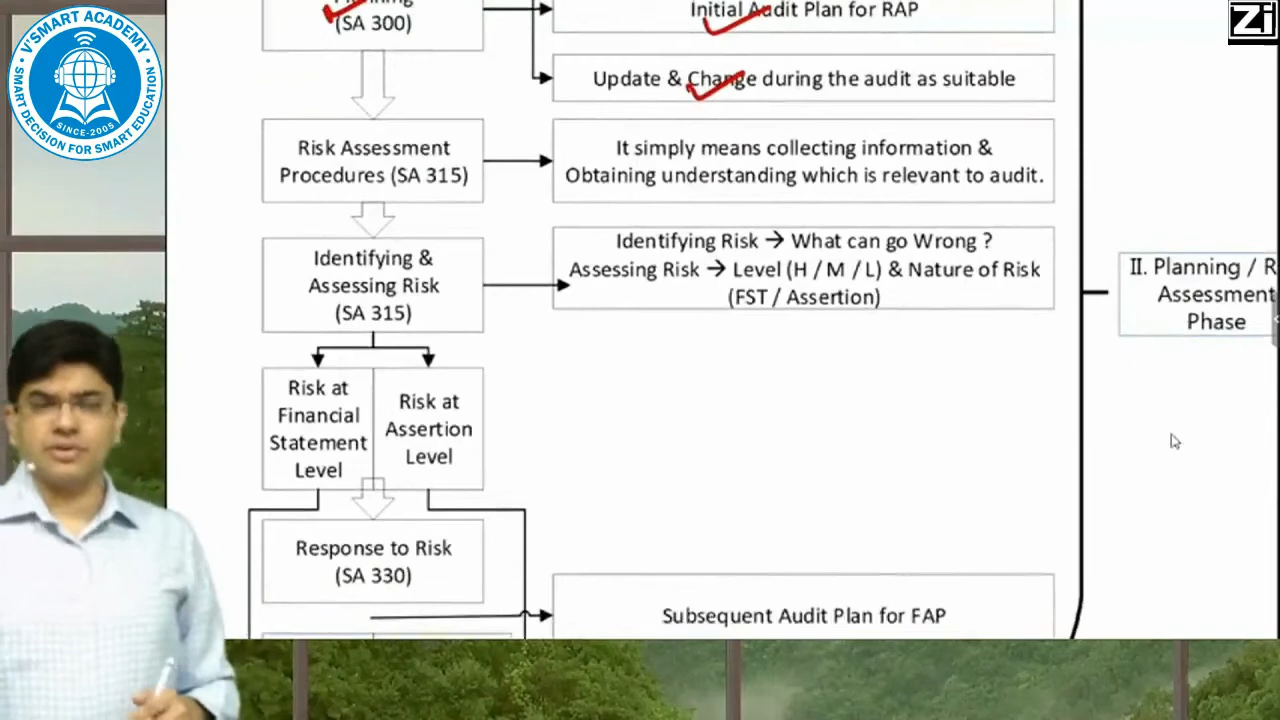 V'SMART ACADEMY
SMART DECISION FOR SMART EDUCATION
SINCE-2005
Zi
(SA 300)
Initial Audit Plan for RAP
Update & Change during the audit as suitable
Risk Assessment
Procedures (SA 315)
It simply means collecting information &
Obtaining understanding which is relevant to audit.
Identifying &
Assessing Risk
(SA 315)
Identifying Risk → What can go Wrong ?
Assessing Risk → Level (H / M / L) & Nature of Risk
(FST / Assertion)
II. Planning / R
Assessment
Phase
Risk at
Financial
Statement
Level
Risk at
Assertion
Level
Response to Risk
(SA 330)
Subsequent Audit Plan for FAP